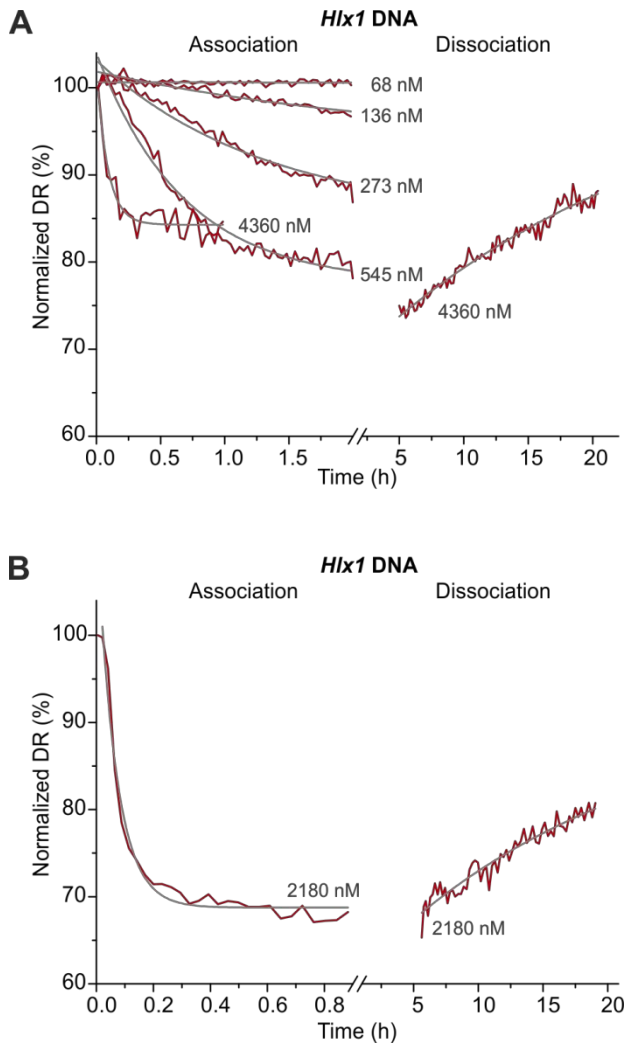 A
Hlx1 DNA
Association
Dissociation
Normalized DR (%)
100
90
80
70
60
68 nM
136 nM
273 nM
4360 nM
545 nM
4360 nM
0.0 0.5 1.0 1.5
5 10 15 20
Time (h)
Time (h)
B
Hlx1 DNA
Association
Dissociation
Normalized DR (%)
100
90
80
70
60
2180 nM
2180 nM
0.0 0.2 0.4 0.6 0.8
5 10 15 20
Time (h)
Time (h)